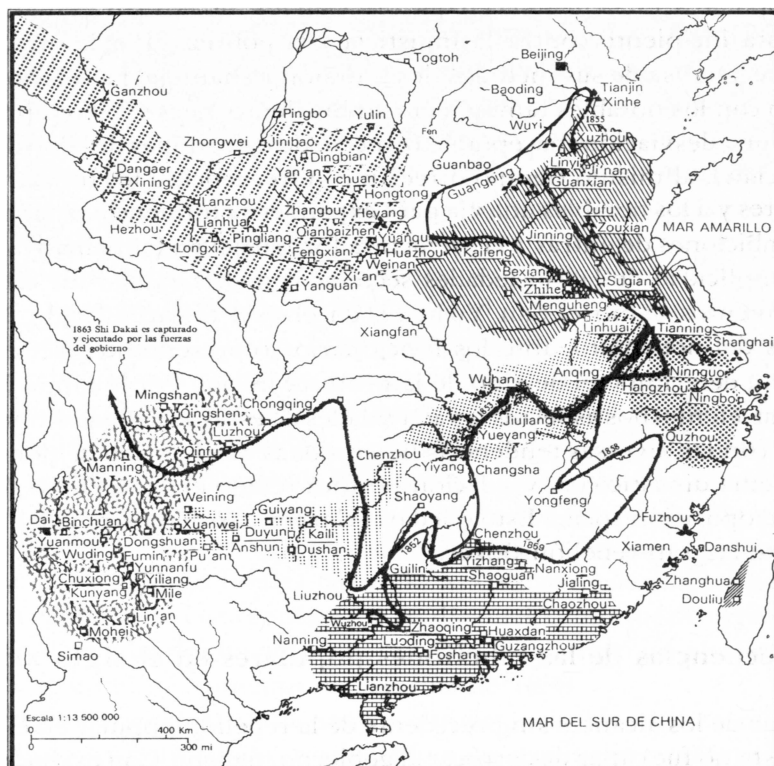 Togtoh
Beijing
Ganzhou
Baoding
Tianjin
Xinhe
Pingbo
Yulin
Wuyi
1855
Fen
Xuzhou
Zhongwei
Jinibao
Dingbian
Guanbao
Linyi
Ji'nan
Dangaer
Yan'an
Yichuan
Guanxian
Xining
Hongtong
Guangping
Lanzhou
Zhangbu
Heyang
Qufu
Lianhua
Qianbaizhen
Zouxian
MAR AMARILLO
Hezhou
Pingliang
Yuanqu
Jinning
Longxi
Fengxian
Huazhou
Kaifeng
Weinan
Bexian
Xi'an
Sugian
Yanguan
Zhihe
Menguheng
1863 Shi Dakai es capturado
y ejecutado por las fuerzas
del gobierno
Xiangfan
Linhuai
Tianning
Shanghai
Wuhan
Anqing
Ninnguo
Mingshan
Hangzhou
Qingshen
Chongqing
Ningbo
Luzhou
Jiujiang
Yueyang
Qinfu
Chenzhou
Yiyang
Quzhou
Manning
Changsha
1858
Weining
Shaoyang
Yongfeng
Guiyang
Dai
Binchuan
Xuanwei
Duyun
Kaili
Chenzhou
Fuzhou
Yuanmou
Dongshuan
Anshun
Dushan
1852
1859
Wuding
Fumin
Pu'an
Yizhang
Xiamen
Danshui
Yunnanfu
Guilin
Nanxiong
Chuxiong
Yiliang
Shaoguan
Jialing
Zhanghua
Kunyang
Mile
Liuzhou
Chaozhou
Douliu
Lin'an
Wuzhou
Mohei
Zhaoqing
Huaxdan
Simao
Nanning
Luoding
Guzangzhou
Foshan
Lianzhou
Escala 1:13 500 000
0 400 Km
0 300 mi
MAR DEL SUR DE CHINA